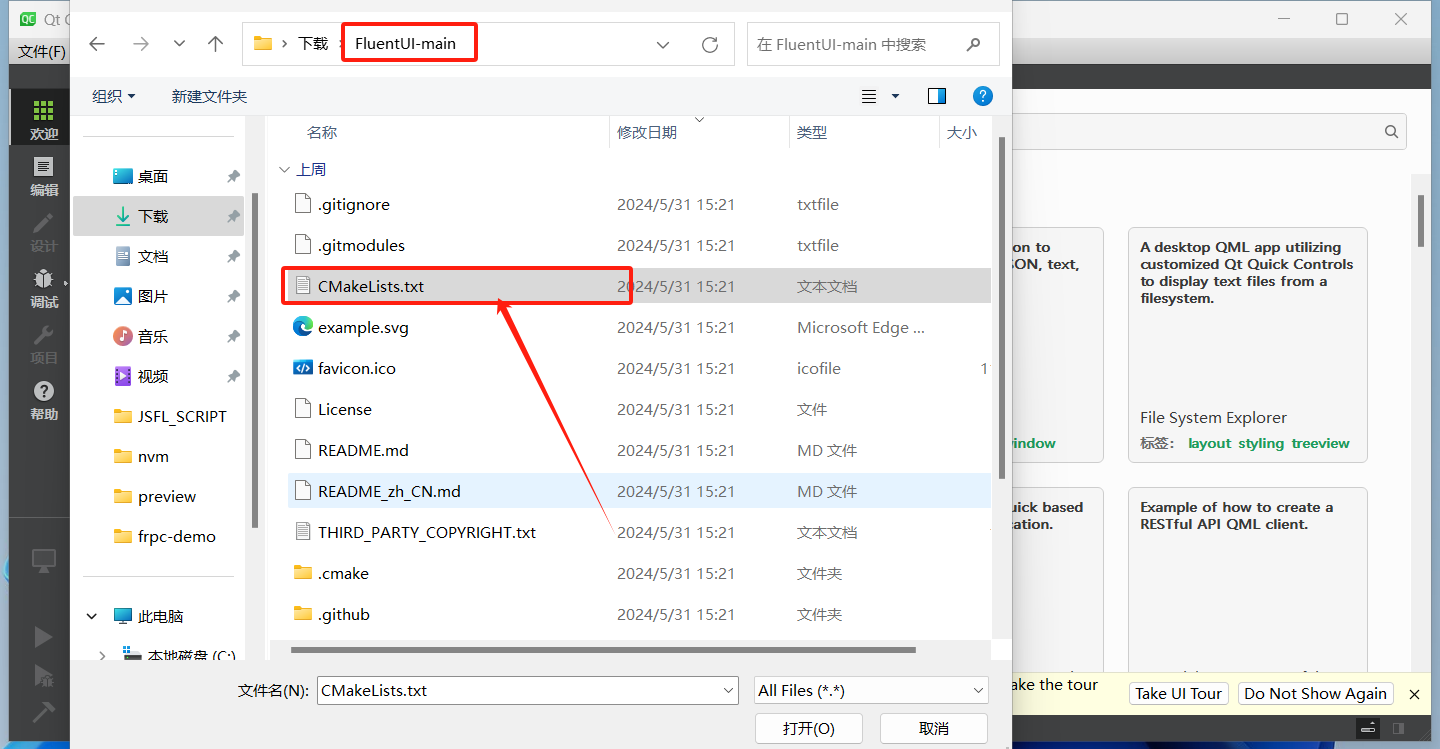 QC Qt C
文件(F)
下载 FluentUI-main
在 FluentUI-main 中搜索
组织 新建文件夹
欢迎
编辑
设计
调试
项目
帮助
桌面
下载
文档
图片
音乐
视频
JSFL_SCRIPT
nvm
preview
frpc-demo
此电脑
本地磁盘 (C:)
名称 修改日期 类型 大小
上周
.gitignore 2024/5/31 15:21 txtfile
.gitmodules 2024/5/31 15:21 txtfile
CMakeLists.txt 2024/5/31 15:21 文本文档
example.svg 2024/5/31 15:21 Microsoft Edge ...
favicon.ico 2024/5/31 15:21 icofile 1
License 2024/5/31 15:21 文件
README.md 2024/5/31 15:21 MD 文件
README_zh_CN.md 2024/5/31 15:21 MD 文件
THIRD_PARTY_COPYRIGHT.txt 2024/5/31 15:21 文本文档
.cmake 2024/5/31 15:21 文件夹
.github 2024/5/31 15:21 文件夹
文件名(N): CMakeLists.txt All Files (*.*)
打开(O) 取消
on to
SON, text,
window
A desktop QML app utilizing
customized Qt Quick Controls
to display text files from a
filesystem.
File System Explorer
标签: layout styling treeview
uick based
cation.
Example of how to create a
RESTful API QML client.
ake the tour
Take UI Tour Do Not Show Again